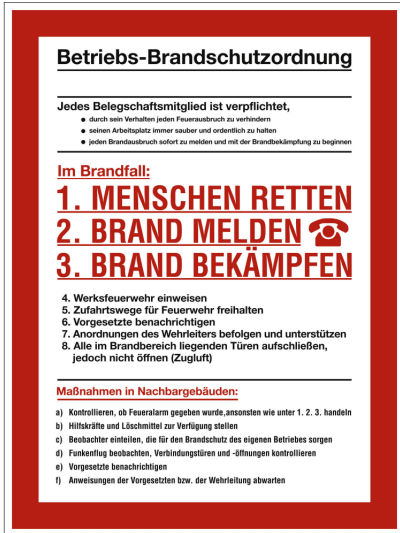 Betriebs-Brandschutzordnung
Jedes Belegschaftsmitglied ist verpflichtet,
● durch sein Verhalten jeden Feuerausbruch zu verhindern
● seinen Arbeitsplatz immer sauber und ordentlich zu halten
● jeden Brandausbruch sofort zu melden und mit der Brandbekämpfung zu beginnen
Im Brandfall:
1. MENSCHEN RETTEN
2. BRAND MELDEN
3. BRAND BEKÄMPFEN
4. Werksfeuerwehr einweisen
5. Zufahrtswege für Feuerwehr freihalten
6. Vorgesetzte benachrichtigen
7. Anordnungen des Wehrleiters befolgen und unterstützen
8. Alle im Brandbereich liegenden Türen aufschließen,
jedoch nicht öffnen (Zugluft)
Maßnahmen in Nachbargebäuden:
a) Kontrollieren, ob Feueralarm gegeben wurde,ansonsten wie unter 1. 2. 3. handeln
b) Hilfskräfte und Löschmittel zur Verfügung stellen
c) Beobachter einteilen, die für den Brandschutz des eigenen Betriebes sorgen
d) Funkenflug beobachten, Verbindungstüren und -öffnungen kontrollieren
e) Vorgesetzte benachrichtigen
f) Anweisungen der Vorgesetzten bzw. der Wehrleitung abwarten